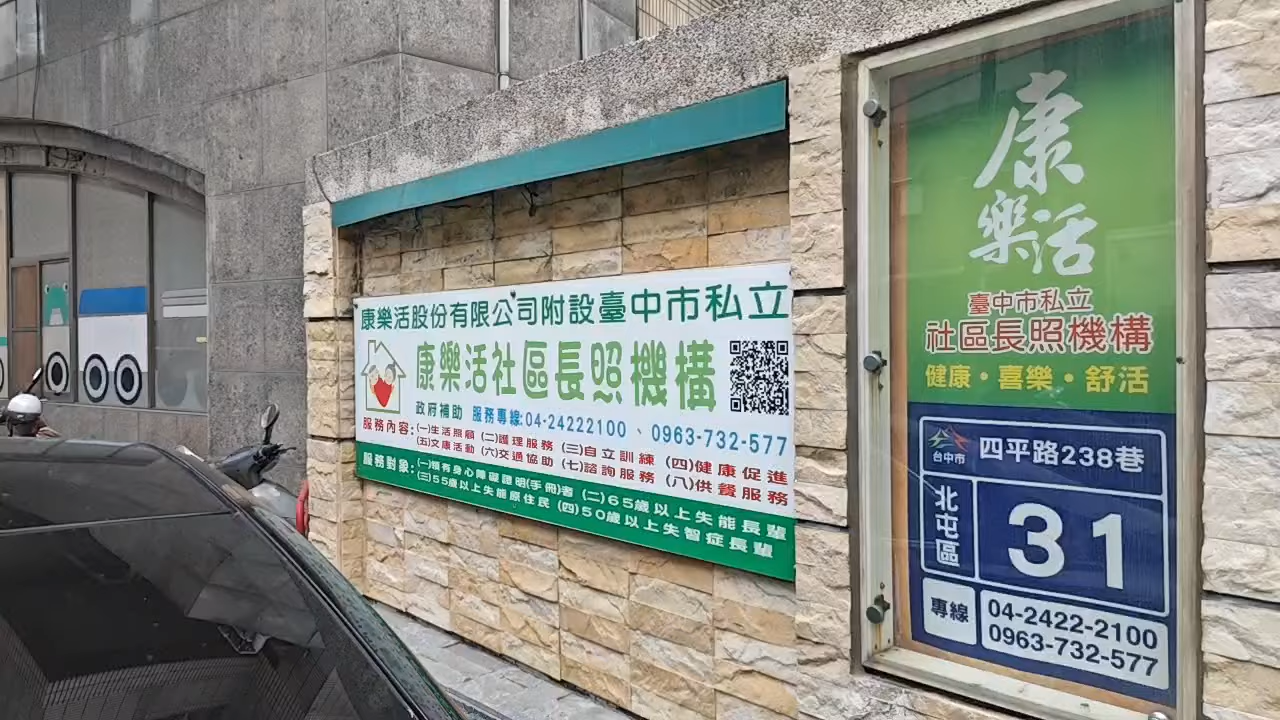 康樂活股份有限公司附設臺中市私立
康樂活社區長照機構
政府補助 服務專線:04-24222100、0963-732-577
服務內容:(一)生活照顧 (二)護理服務 (三)自立訓練 (四)健康促進
(五)文康活動 (六)交通協助 (七)諮詢服務 (八)供餐服務
服務對象:(一)領有身心障礙證明(手冊)者 (二)65歲以上失能長輩
(三)55歲以上失能原住民 (四)50歲以上失智症長輩
康
樂活
臺中市私立
社區長照機構
健康·喜樂·舒活
台中市 四平路238巷
北屯區 31
專線 04-2422-2100
0963-732-577